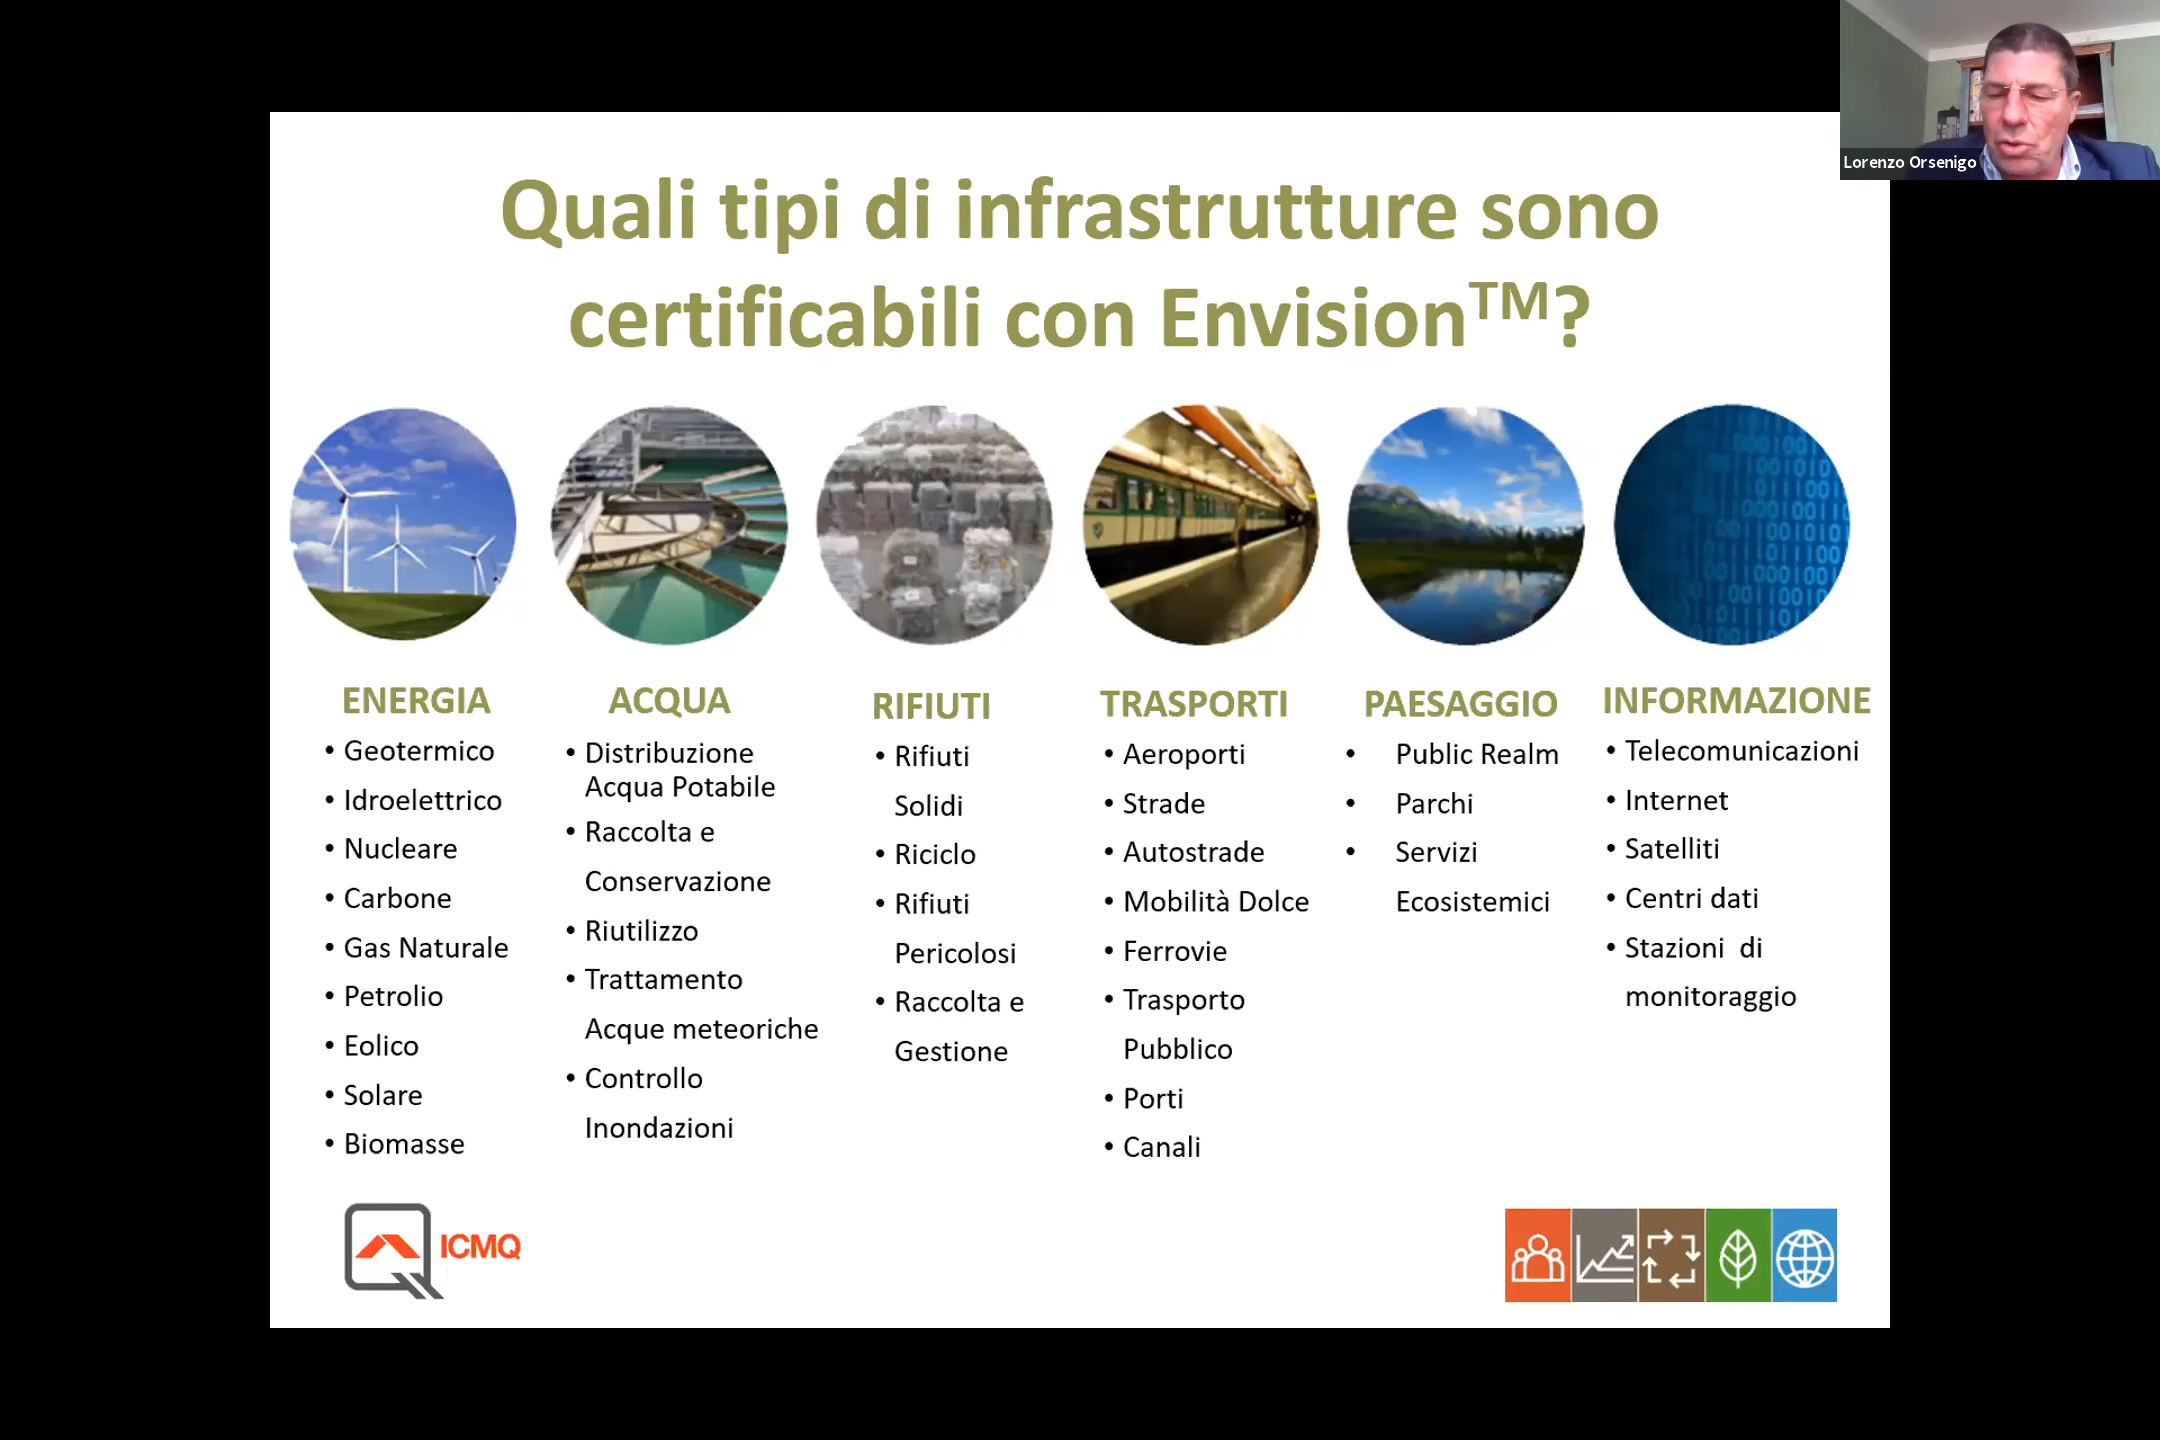 Lorenzo Orsenigo
Quali tipi di infrastrutture sono
certificabili con Envision™?
ENERGIA
• Geotermico
• Idroelettrico
• Nucleare
• Carbone
• Gas Naturale
• Petrolio
• Eolico
• Solare
• Biomasse
ACQUA
• Distribuzione
Acqua Potabile
• Raccolta e
Conservazione
• Riutilizzo
• Trattamento
Acque meteoriche
• Controllo
Inondazioni
RIFIUTI
• Rifiuti
Solidi
• Riciclo
• Rifiuti
Pericolosi
• Raccolta e
Gestione
TRASPORTI
• Aeroporti
• Strade
• Autostrade
• Mobilità Dolce
• Ferrovie
• Trasporto
Pubblico
• Porti
• Canali
PAESAGGIO
• Public Realm
• Parchi
• Servizi
Ecosistemici
INFORMAZIONE
• Telecomunicazioni
• Internet
• Satelliti
• Centri dati
• Stazioni di
monitoraggio
ICMQ